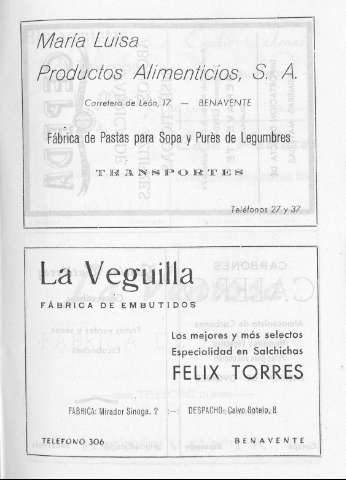 María Luisa
Productos Alimenticios, S. A.
Carretera de León, 17 — BENAVENTE
Fábrica de Pastas para Sopa y Purés de Legumbres
TRANSPORTES
Teléfonos 27 y 37
La Veguilla
FÁBRICA DE EMBUTIDOS
Los mejores y más selectos
Especialidad en Salchichas
FELIX TORRES
FABRICA: Mirador Sinoga, 2 :—: DESPACHO: Calvo Sotelo, 8
TELEFONO 306 BENAVENTE